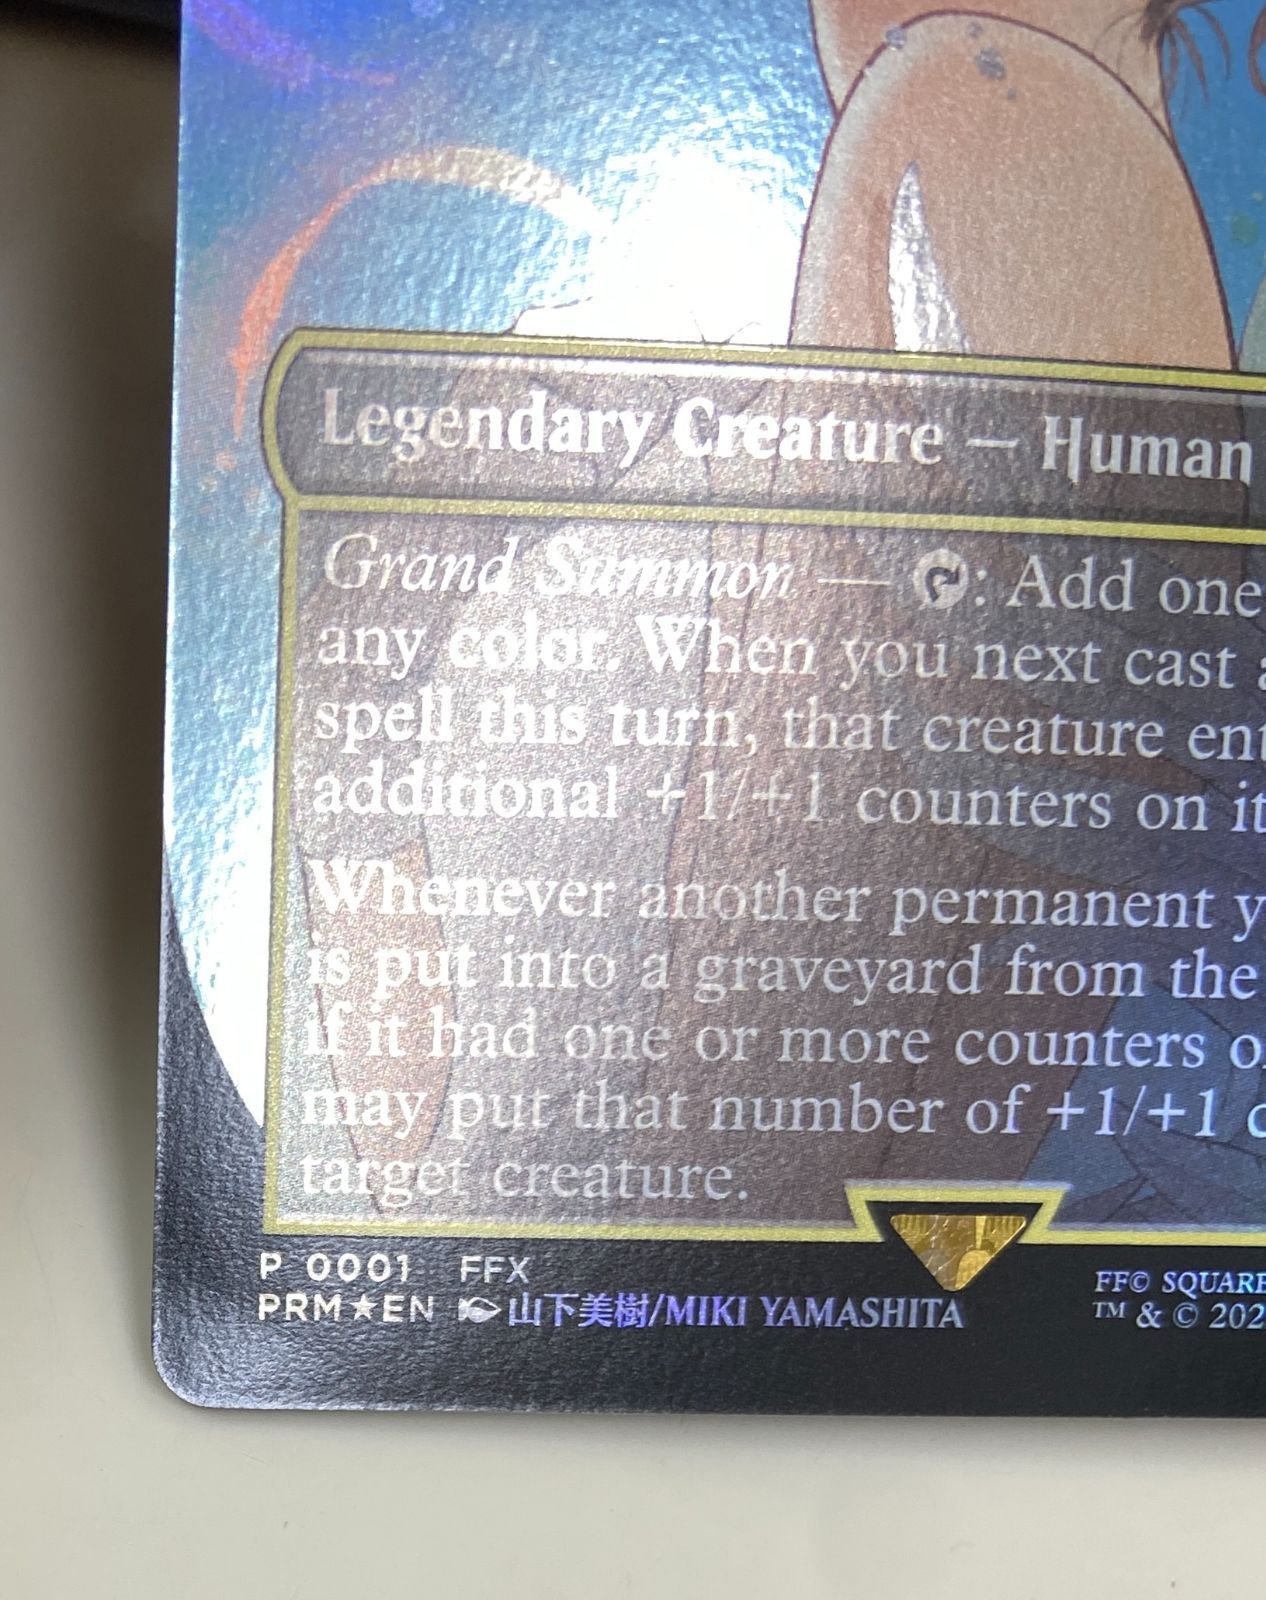 Legendary Creature — Human
Grand Summon — : Add one
any color. When you next cast a
spell this turn, that creature ent
additional +1/+1 counters on it
Whenever another permanent y
is put into a graveyard from the
if it had one or more counters o
may put that number of +1/+1 c
target creature.
P 0001 FFX
PRM★EN 山下美樹/MIKI YAMASHITA
FF© SQUARE
™ & © 202